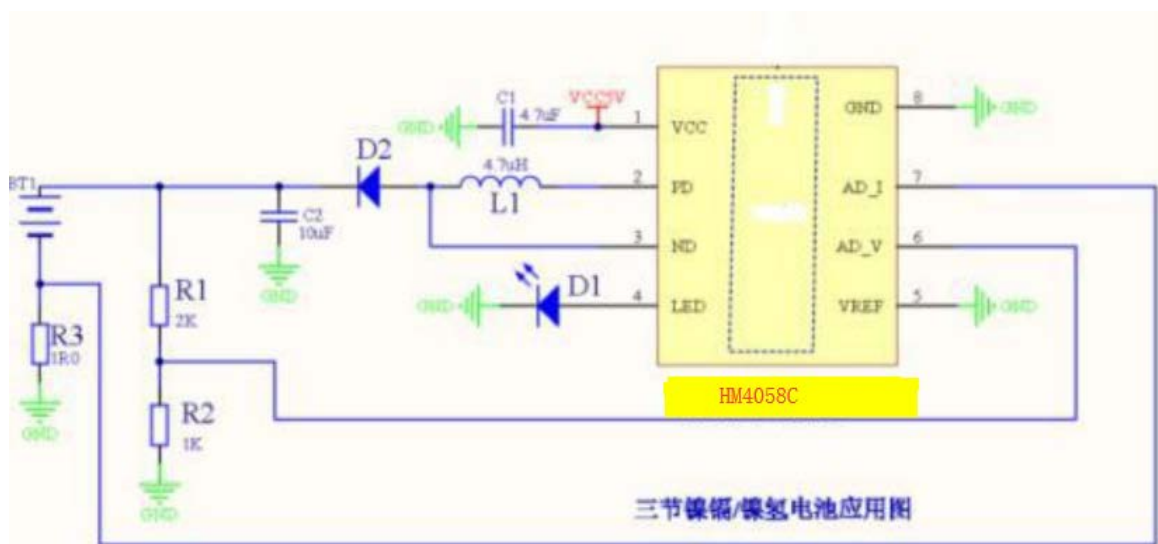 C1
4.7uF
VCC5V
GND
1
VCC
GND
8
GND
D2
4.7uH
L1
2
PD
AD_I
7
BT1
C2
10uF
GND
3
ND
AD_V
6
R1
2K
GND
D1
4
LED
VREF
5
GND
R3
1R0
GND
R2
1K
GND
HM4058C
三节镍镉/镍氢电池应用图